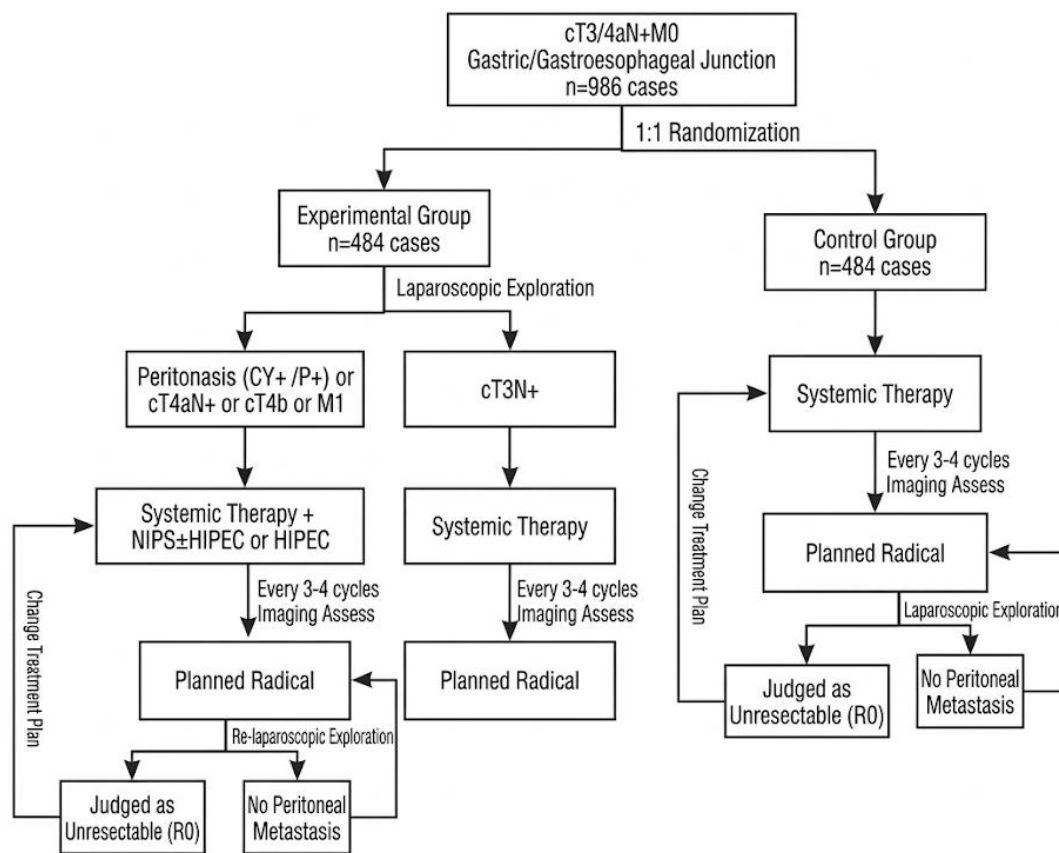 cT3/4aN+M0
Gastric/Gastroesophageal Junction
n=986 cases
1:1 Randomization
Experimental Group
n=484 cases
Control Group
n=484 cases
Laparoscopic Exploration
Peritonasis (CY+ /P+) or
cT4aN+ or cT4b or M1
cT3N+
Systemic Therapy
Every 3-4 cycles
Imaging Assess
Change Treatment Plan
Systemic Therapy +
NIPS±HIPEC or HIPEC
Systemic Therapy
Planned Radical
Every 3-4 cycles
Imaging Assess
Every 3-4 cycles
Imaging Assess
Laparoscopic Exploration
Change Treatment Plan
Planned Radical
Planned Radical
Judged as
Unresectable (R0)
No Peritoneal
Metastasis
Re-laparoscopic Exploration
Judged as
Unresectable (R0)
No Peritoneal
Metastasis